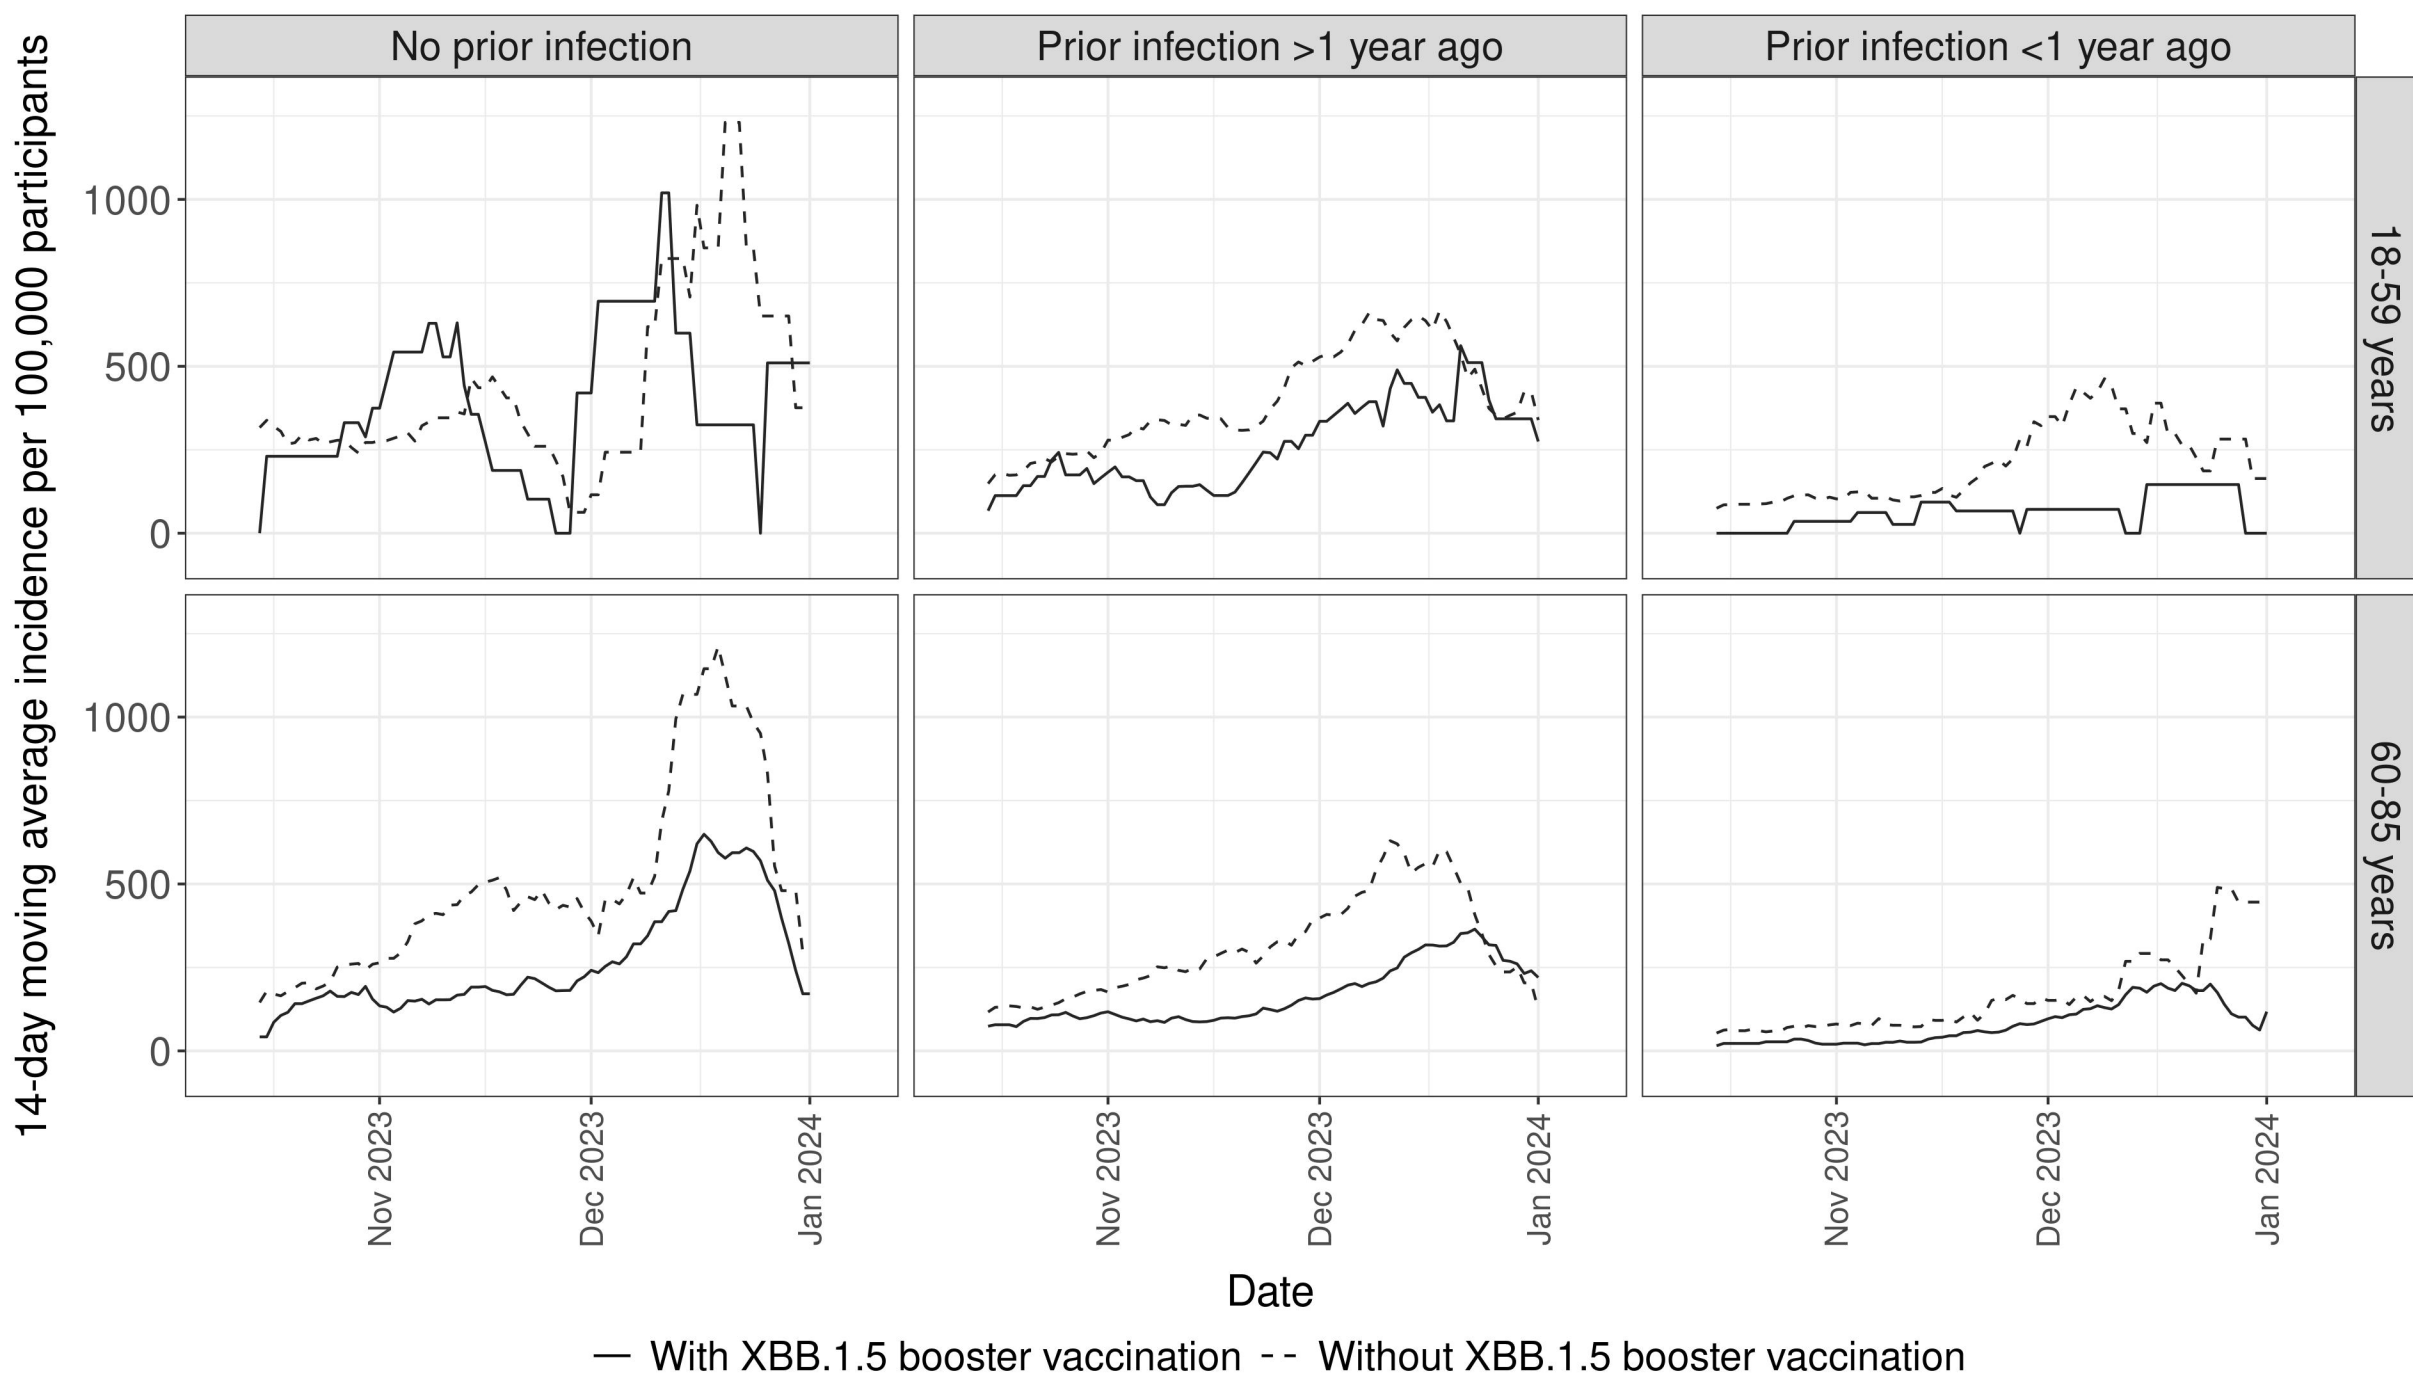 No prior infection
Prior infection >1 year ago
Prior infection <1 year ago
14-day moving average incidence per 100,000 participants
1000
500
0
18-59 years
1000
500
0
60-85 years
Nov 2023
Dec 2023
Jan 2024
Nov 2023
Dec 2023
Jan 2024
Nov 2023
Dec 2023
Jan 2024
Date
With XBB.1.5 booster vaccination
Without XBB.1.5 booster vaccination